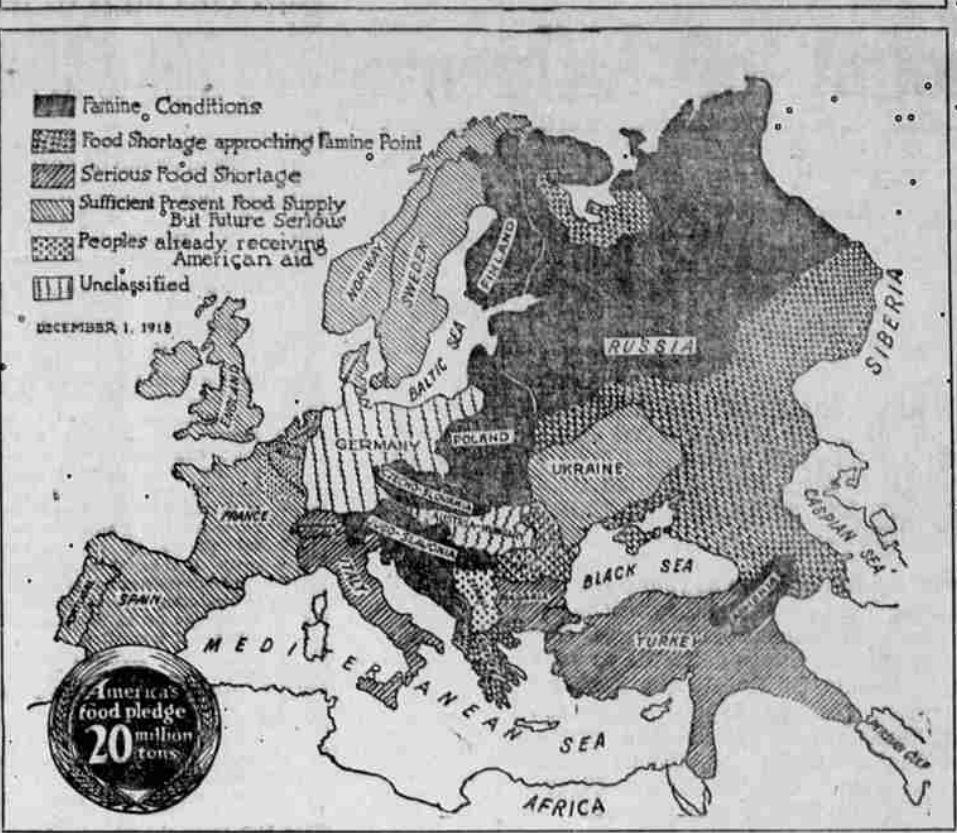 Famine Conditions
Food Shortage approching Famine Point
Serious Food Shortage
Sufficient Present Food Supply
But Future Serious
Peoples already receiving
American aid
Unclassified
DECEMBER 1, 1918
NORWAY
SWEDEN
FINLAND
BALTIC SEA
RUSSIA
SIBERIA
ENGLAND
GERMANY
POLAND
UKRAINE
FRANCE
CASPIAN SEA
BLACK SEA
ITALY
SPAIN
TURKEY
MEDITERANEAN SEA
AFRICA
America's
food pledge
20 million
tons